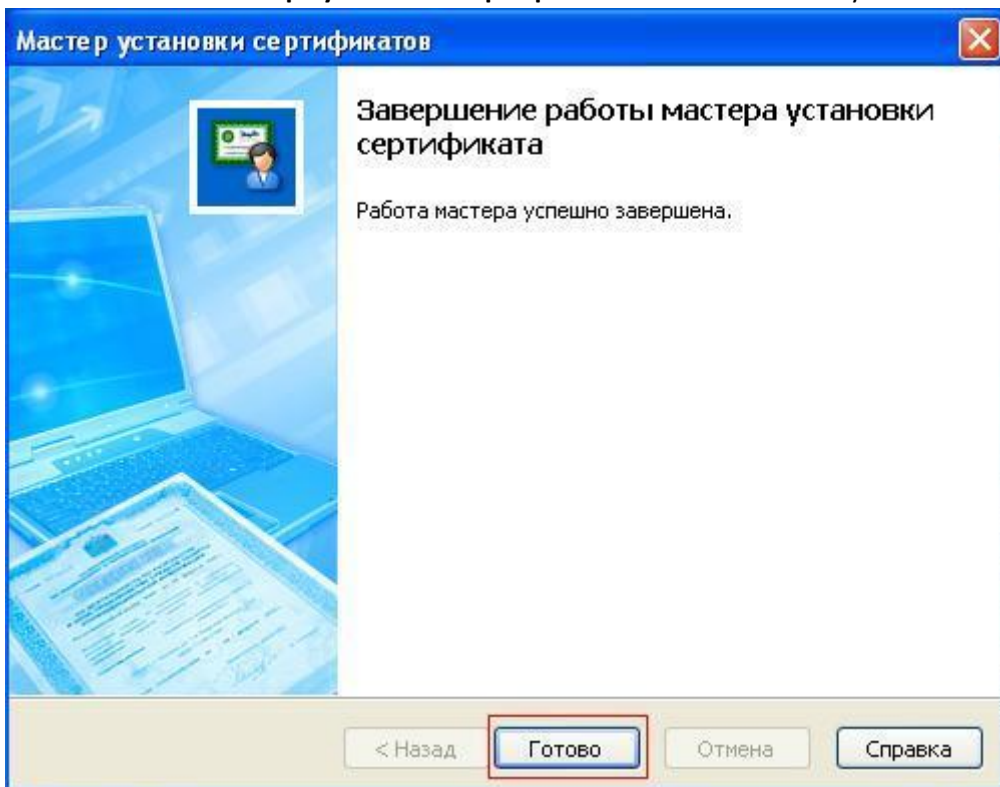 Мастер установки сертификатов
Завершение работы мастера установки
сертификата
Работа мастера успешно завершена.
< Назад
Готово
Отмена
Справка